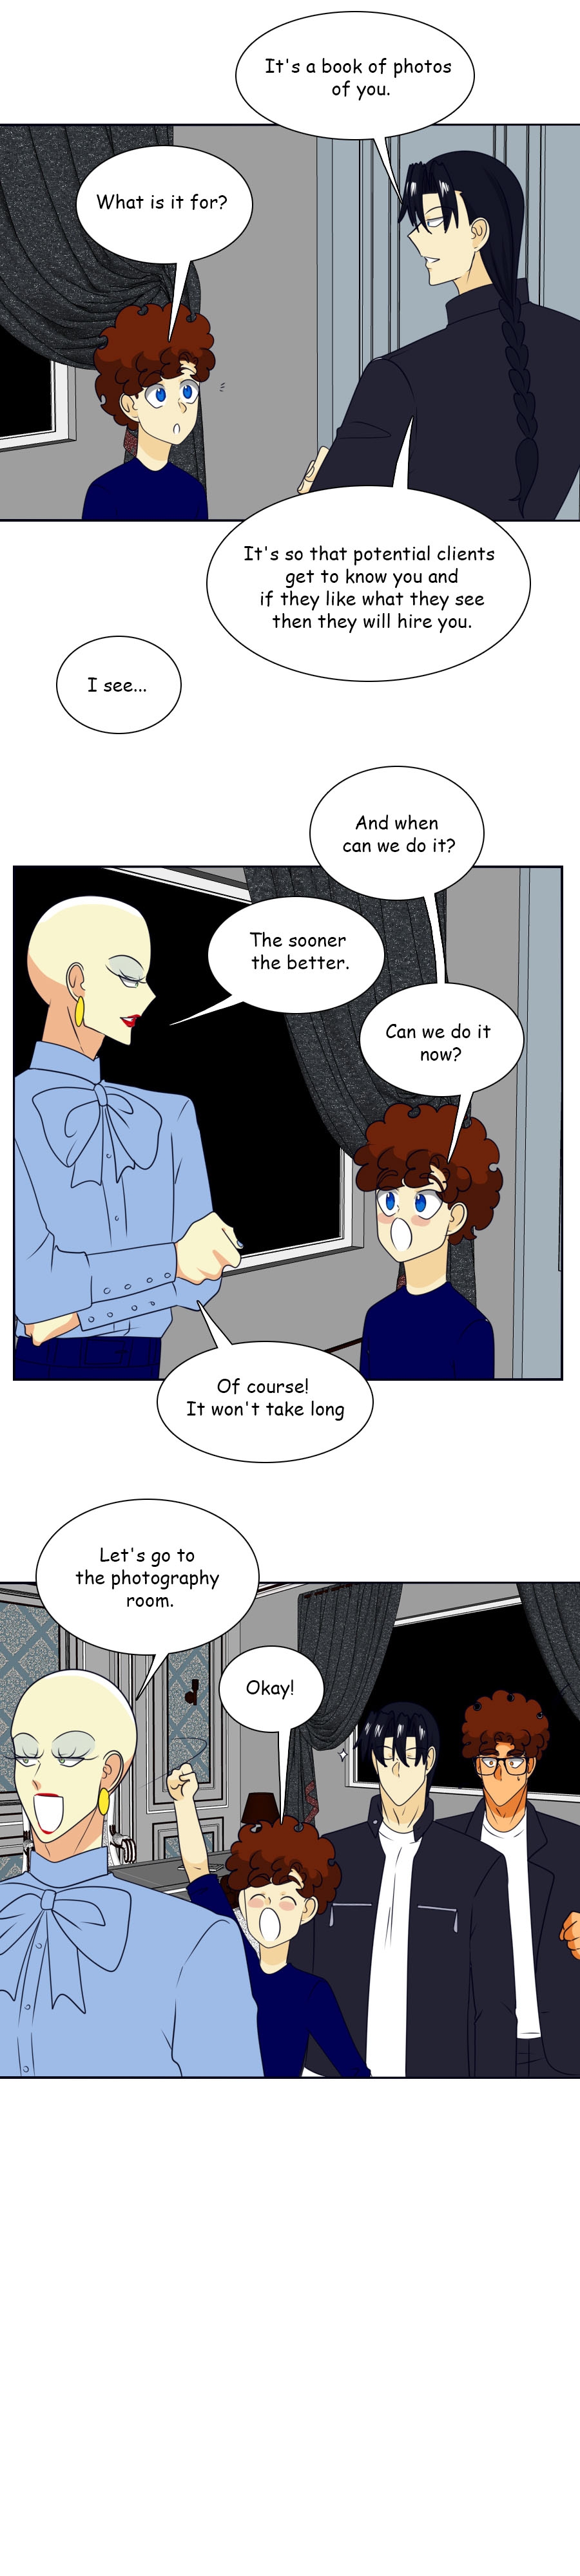 It's a book of photos
of you.
What is it for?
It's so that potential clients
get to know you and
if they like what they see
then they will hire you.
I see...
And when
can we do it?
The sooner
the better.
Can we do it
now?
Of course!
It won't take long
Let's go to
the photography
room.
Okay!